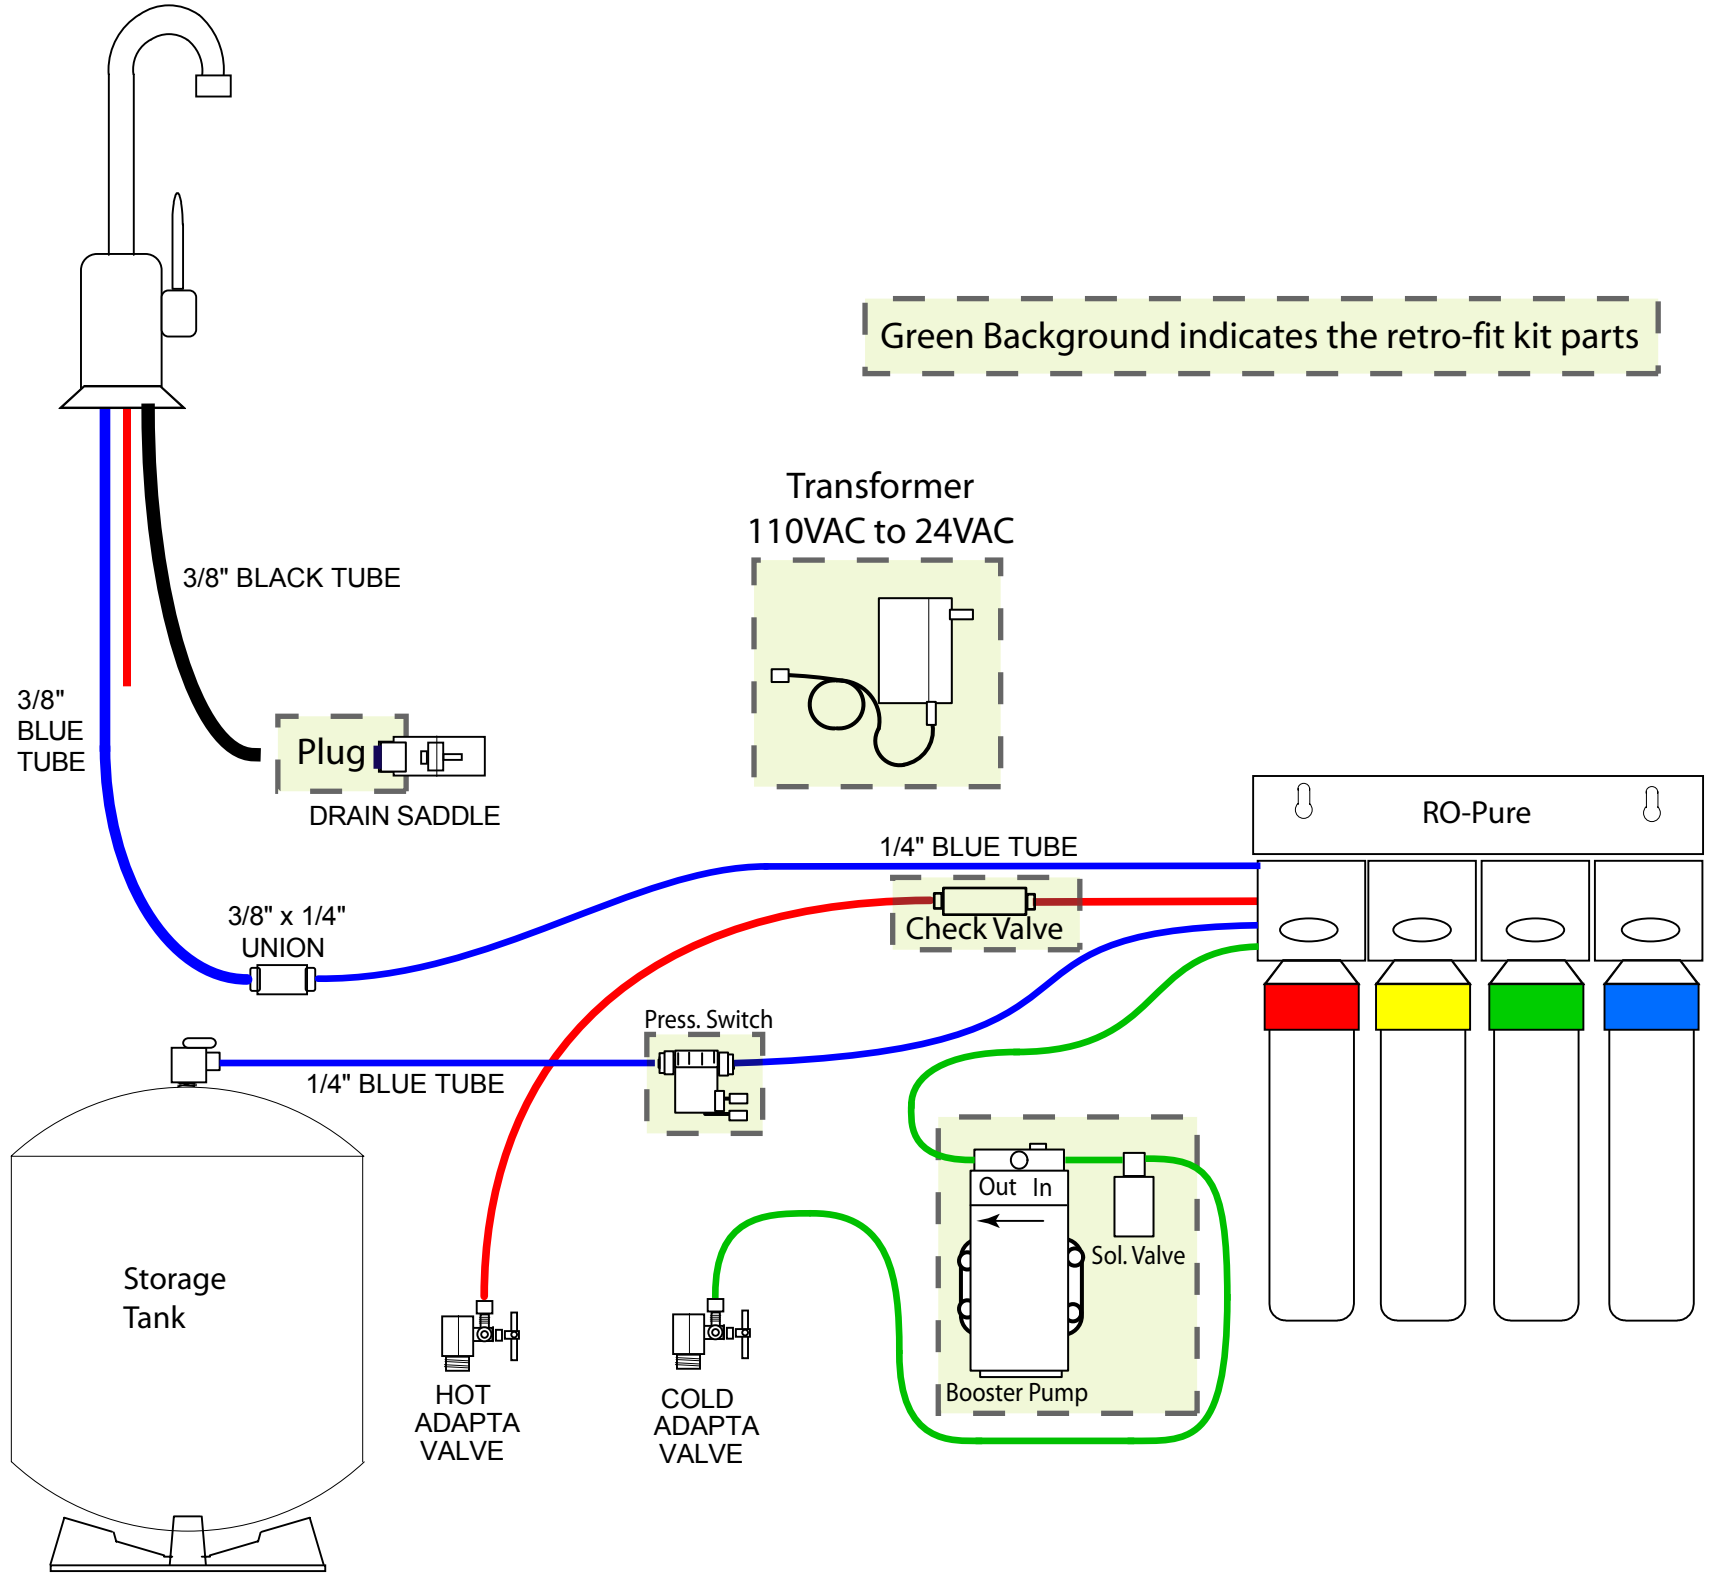 Green Background indicates the retro-fit kit parts
Transformer
110VAC to 24VAC
3/8" BLACK TUBE
3/8"
BLUE
TUBE
Plug
DRAIN SADDLE
RO-Pure
1/4" BLUE TUBE
Check Valve
3/8" x 1/4"
UNION
Press. Switch
1/4" BLUE TUBE
Out In
Sol. Valve
Booster Pump
Storage
Tank
HOT
ADAPTA
VALVE
COLD
ADAPTA
VALVE